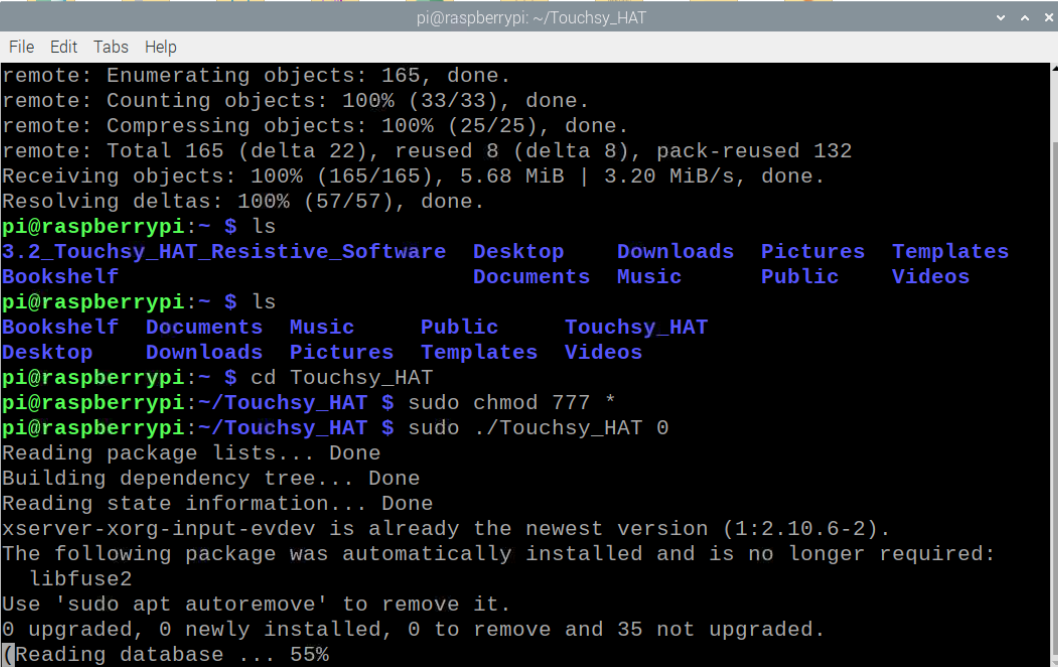 pi@raspberrypi: ~/Touchsy_HAT
File Edit Tabs Help
remote: Enumerating objects: 165, done.
remote: Counting objects: 100% (33/33), done.
remote: Compressing objects: 100% (25/25), done.
remote: Total 165 (delta 22), reused 8 (delta 8), pack-reused 132
Receiving objects: 100% (165/165), 5.68 MiB | 3.20 MiB/s, done.
Resolving deltas: 100% (57/57), done.
pi@raspberrypi:~ $ ls
3.2_Touchsy_HAT_Resistive_Software  Desktop    Downloads  Pictures  Templates
Bookshelf                           Documents  Music      Public    Videos
pi@raspberrypi:~ $ ls
Bookshelf  Documents  Music     Public     Touchsy_HAT
Desktop    Downloads  Pictures  Templates  Videos
pi@raspberrypi:~ $ cd Touchsy_HAT
pi@raspberrypi:~/Touchsy_HAT $ sudo chmod 777 *
pi@raspberrypi:~/Touchsy_HAT $ sudo ./Touchsy_HAT 0
Reading package lists... Done
Building dependency tree... Done
Reading state information... Done
xserver-xorg-input-evdev is already the newest version (1:2.10.6-2).
The following package was automatically installed and is no longer required:
  libfuse2
Use 'sudo apt autoremove' to remove it.
0 upgraded, 0 newly installed, 0 to remove and 35 not upgraded.
(Reading database ... 55%